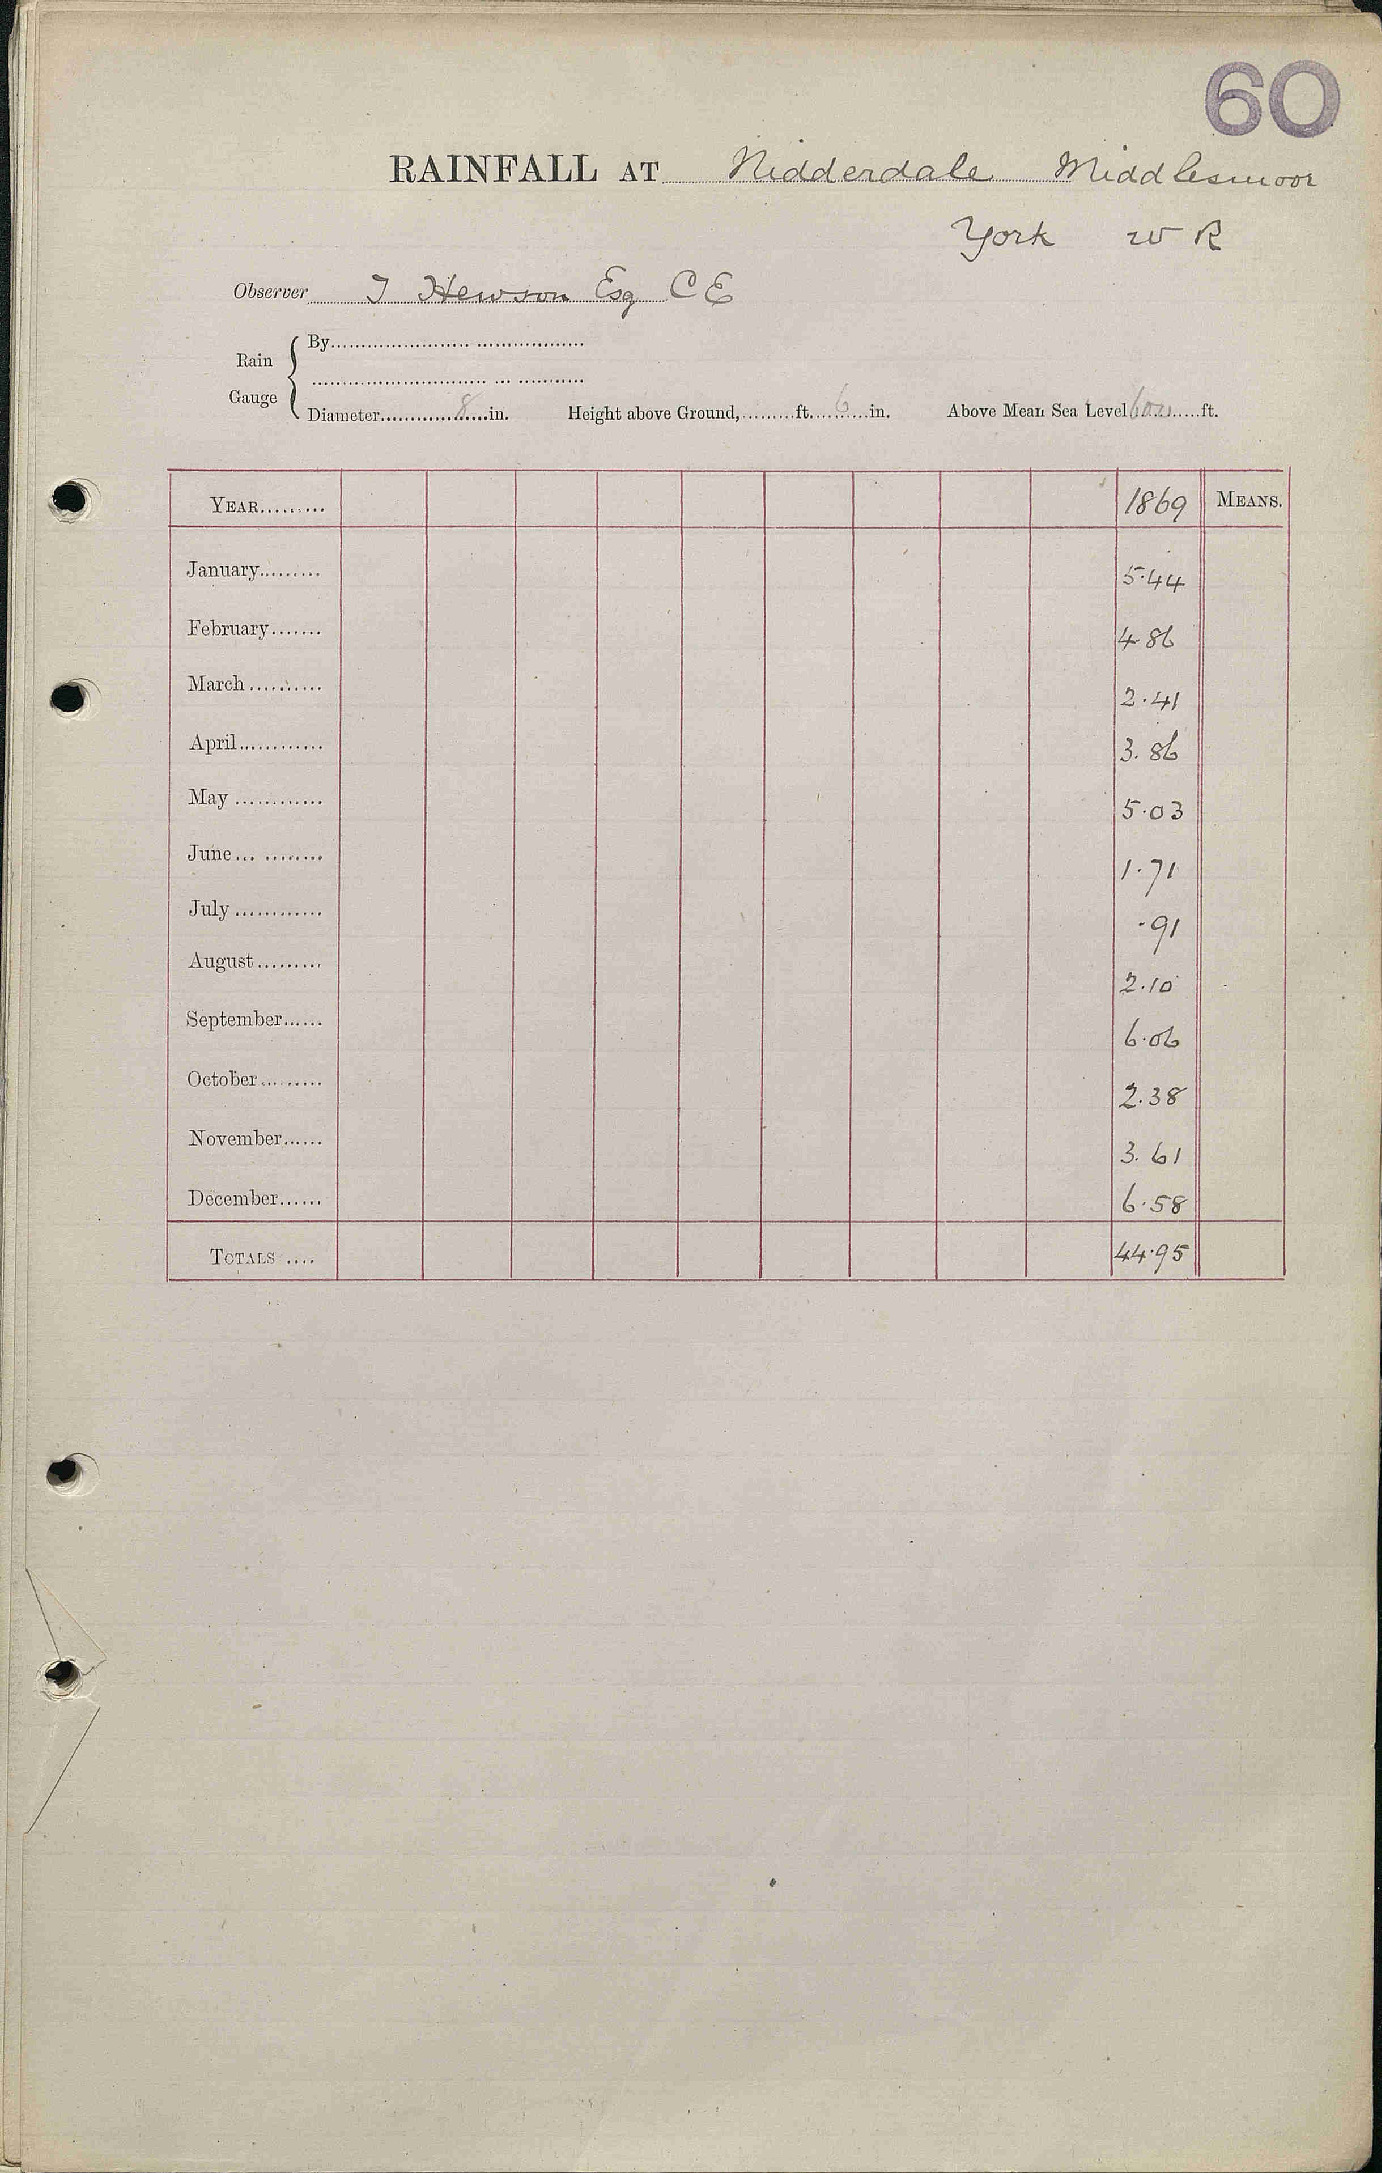 60
RAINFALL AT Nidderdale Middlesmoor
York W R
Observer T Hewson Esq C E
Rain Gauge
By
Diameter 8 in. Height above Ground, ft. 6 in. Above Mean Sea Level 600 ft.
YEAR 1869 MEANS.
January 5.44
February 4 86
March 2.41
April 3.86
May 5.03
June 1.71
July .91
August 2.10
September 6.06
October 2.38
November 3.61
December 6.58
TOTALS 44.95